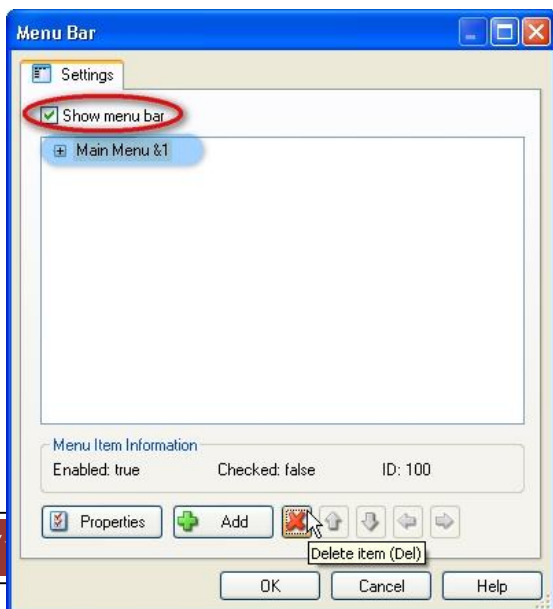 Menu Bar
Settings
Show menu bar
Main Menu &1
Menu Item Information
Enabled: true Checked: false ID: 100
Properties Add
Delete item (Del)
OK Cancel Help